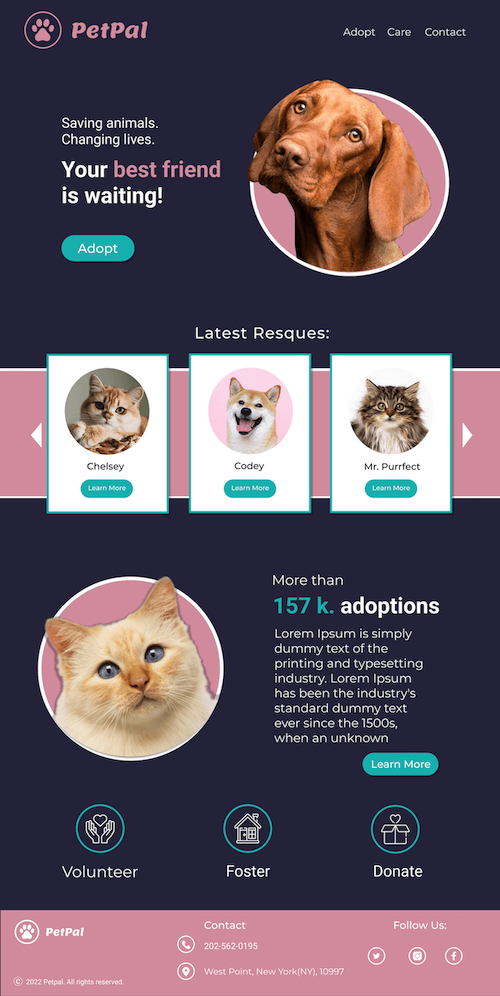 PetPal
Adopt Care Contact
Saving animals.
Changing lives.
Your best friend
is waiting!
Adopt
Latest Resques:
Chelsey
Learn More
Codey
Learn More
Mr. Purrfect
Learn More
More than
157 k. adoptions
Lorem Ipsum is simply
dummy text of the
printing and typesetting
industry. Lorem Ipsum
has been the industry's
standard dummy text
ever since the 1500s,
when an unknown
Learn More
Volunteer
Foster
Donate
PetPal
Contact
202-562-0195
West Point, New York(NY), 10997
Follow Us:
© 2022 Petpal. All rights reserved.